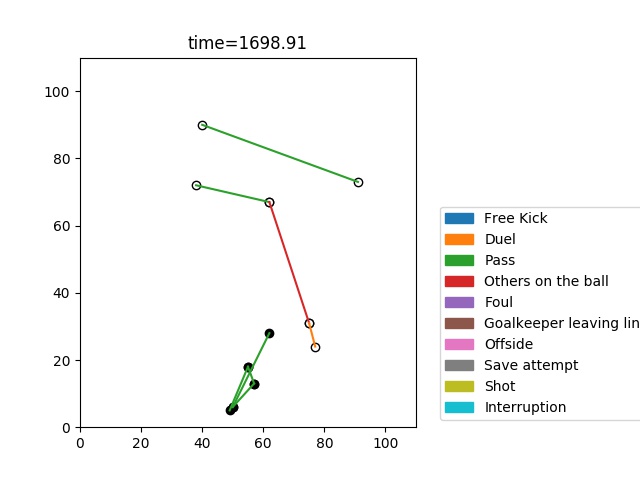 time=1698.91
100
80
60
40
20
0
0 20 40 60 80 100
Free Kick
Duel
Pass
Others on the ball
Foul
Goalkeeper leaving lin
Offside
Save attempt
Shot
Interruption